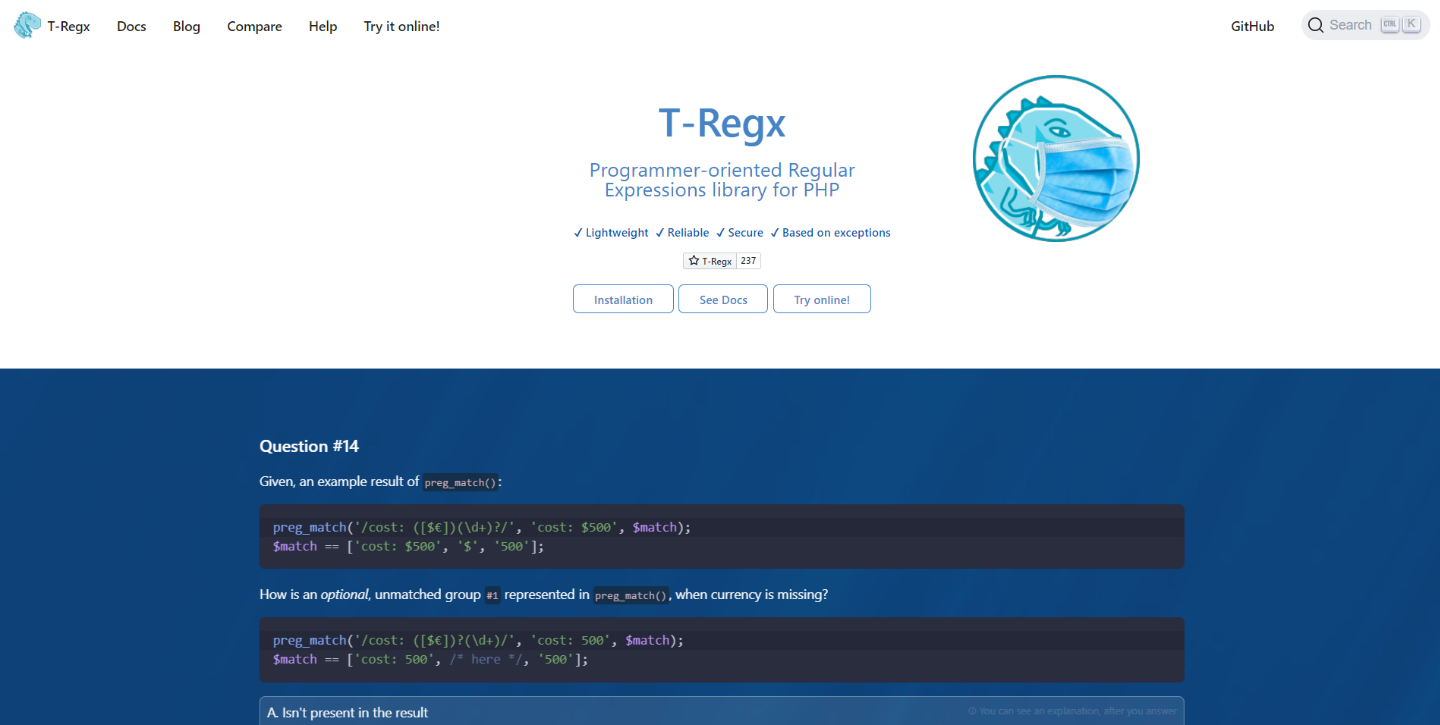 T-Regx Docs Blog Compare Help Try it online! GitHub Search CTRL K
T-Regx
Programmer-oriented Regular
Expressions library for PHP
✓ Lightweight ✓ Reliable ✓ Secure ✓ Based on exceptions
T-Regx 237
Installation See Docs Try online!
Question #14
Given, an example result of preg_match():
preg_match('/cost: ([$€])(\d+)?/', 'cost: $500', $match);
$match == ['cost: $500', '$', '500'];
How is an optional, unmatched group #1 represented in preg_match(), when currency is missing?
preg_match('/cost: ([$€])?(\d+)/', 'cost: 500', $match);
$match == ['cost: 500', /* here */, '500'];
A. Isn't present in the result You can see an explanation, after you answer